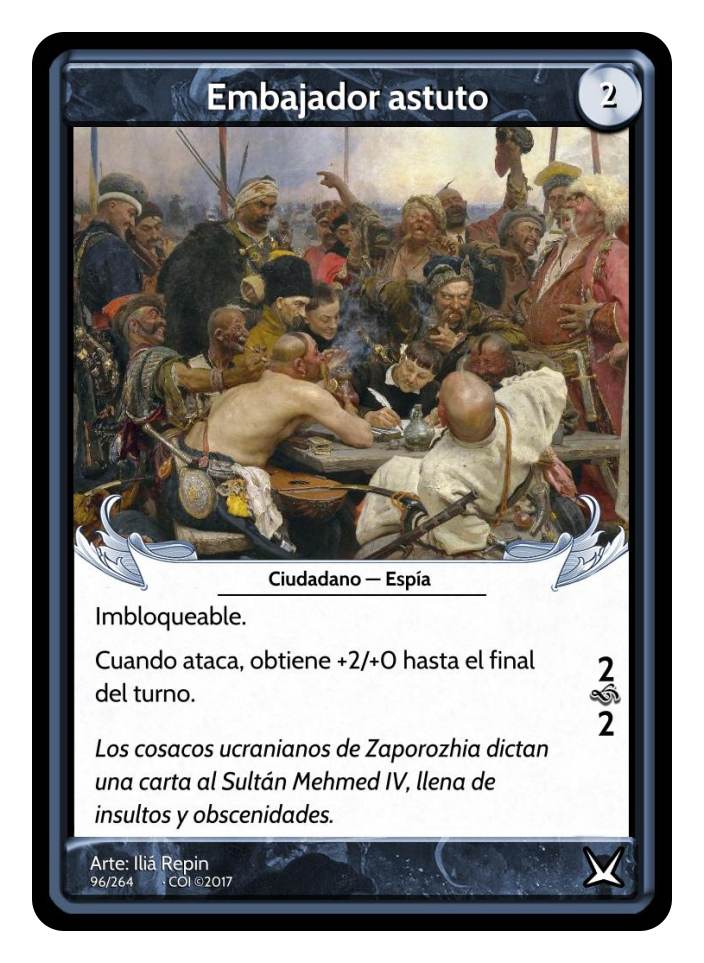 Embajador astuto
2
Ciudadano — Espía
Imbloqueable.
Cuando ataca, obtiene +2/+0 hasta el final
del turno.
2
2
Los cosacos ucranianos de Zaporozhia dictan
una carta al Sultán Mehmed IV, llena de
insultos y obscenidades.
Arte: Iliá Repin
96/264 · COI ©2017